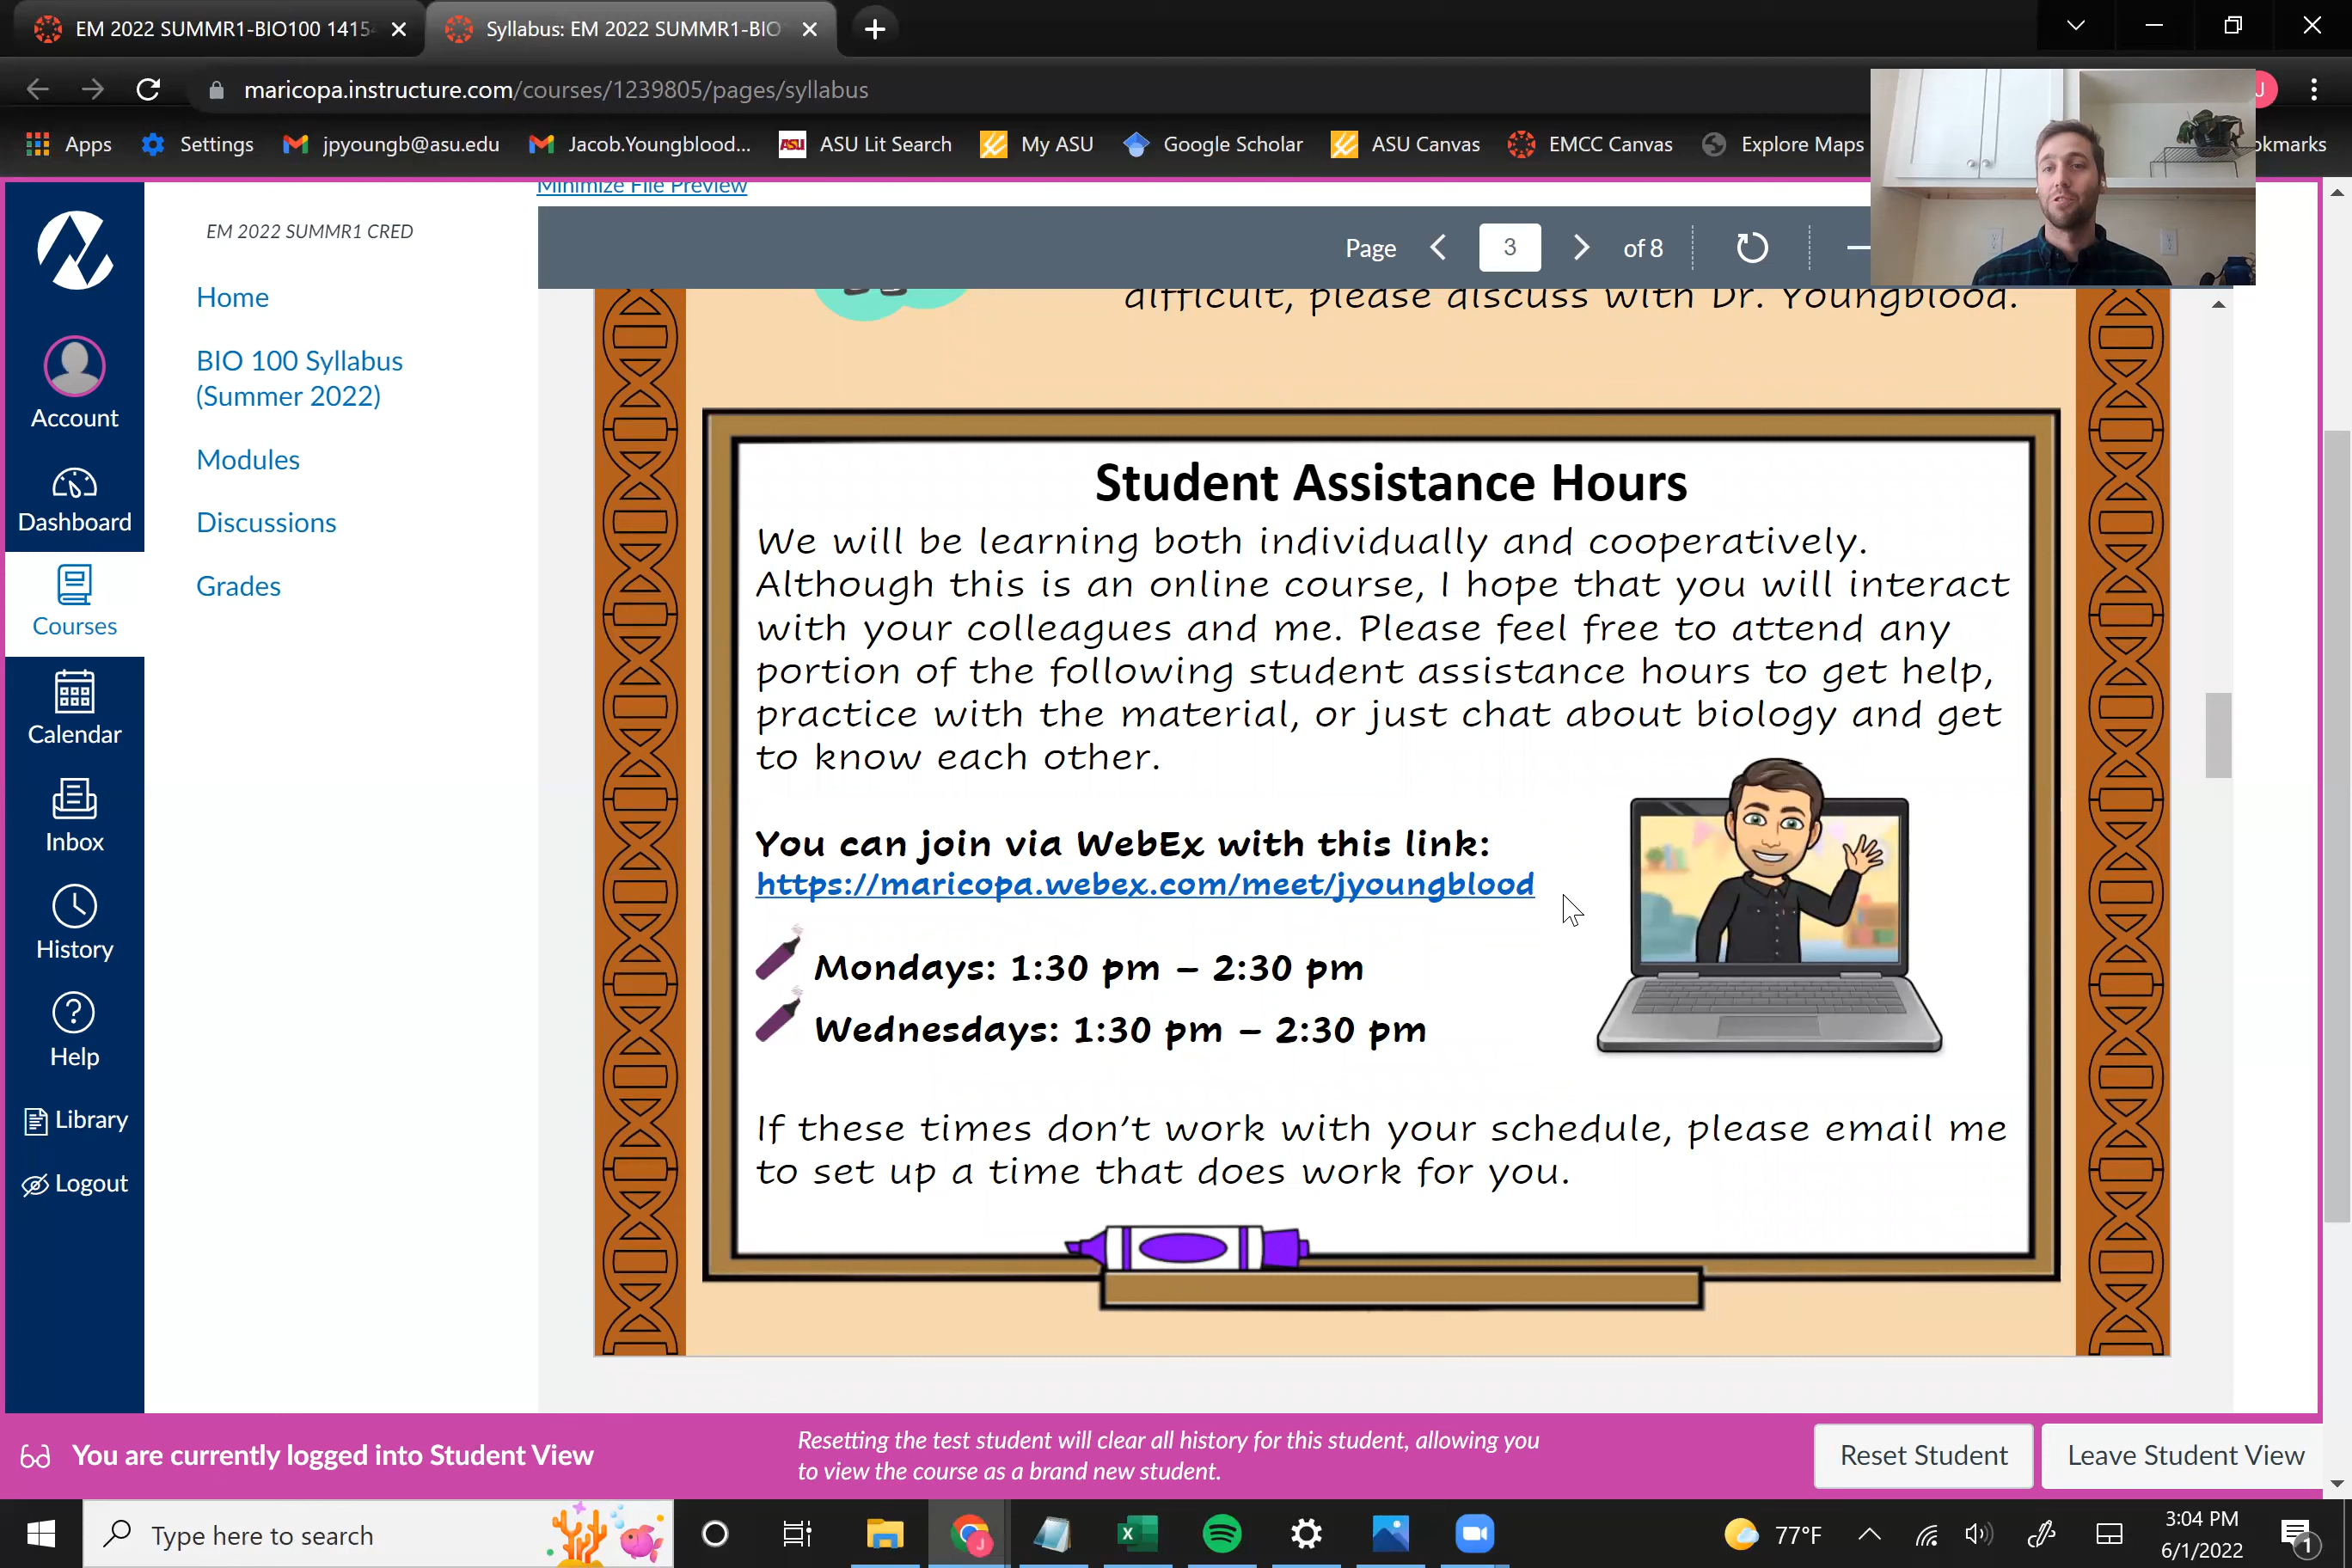 EM 2022 SUMMR1-BIO100 1415
Syllabus: EM 2022 SUMMR1-BIO
maricopa.instructure.com/courses/1239805/pages/syllabus
J
Apps
Settings
jpyoungb@asu.edu
Jacob.Youngblood...
ASU
ASU Lit Search
My ASU
Google Scholar
ASU Canvas
EMCC Canvas
Explore Maps
okmarks
Minimize File Preview
EM 2022 SUMMR1 CRED
Home
BIO 100 Syllabus
(Summer 2022)
Modules
Discussions
Grades
Account
Dashboard
Courses
Calendar
Inbox
History
Help
Library
Logout
Page 3 of 8
difficult, please discuss with Dr. Youngblood.
Student Assistance Hours
We will be learning both individually and cooperatively.
Although this is an online course, I hope that you will interact
with your colleagues and me. Please feel free to attend any
portion of the following student assistance hours to get help,
practice with the material, or just chat about biology and get
to know each other.
You can join via WebEx with this link:
https://maricopa.webex.com/meet/jyoungblood
Mondays: 1:30 pm – 2:30 pm
Wednesdays: 1:30 pm – 2:30 pm
If these times don't work with your schedule, please email me
to set up a time that does work for you.
You are currently logged into Student View
Resetting the test student will clear all history for this student, allowing you
to view the course as a brand new student.
Reset Student
Leave Student View
Type here to search
J
X
77°F
3:04 PM
6/1/2022
1